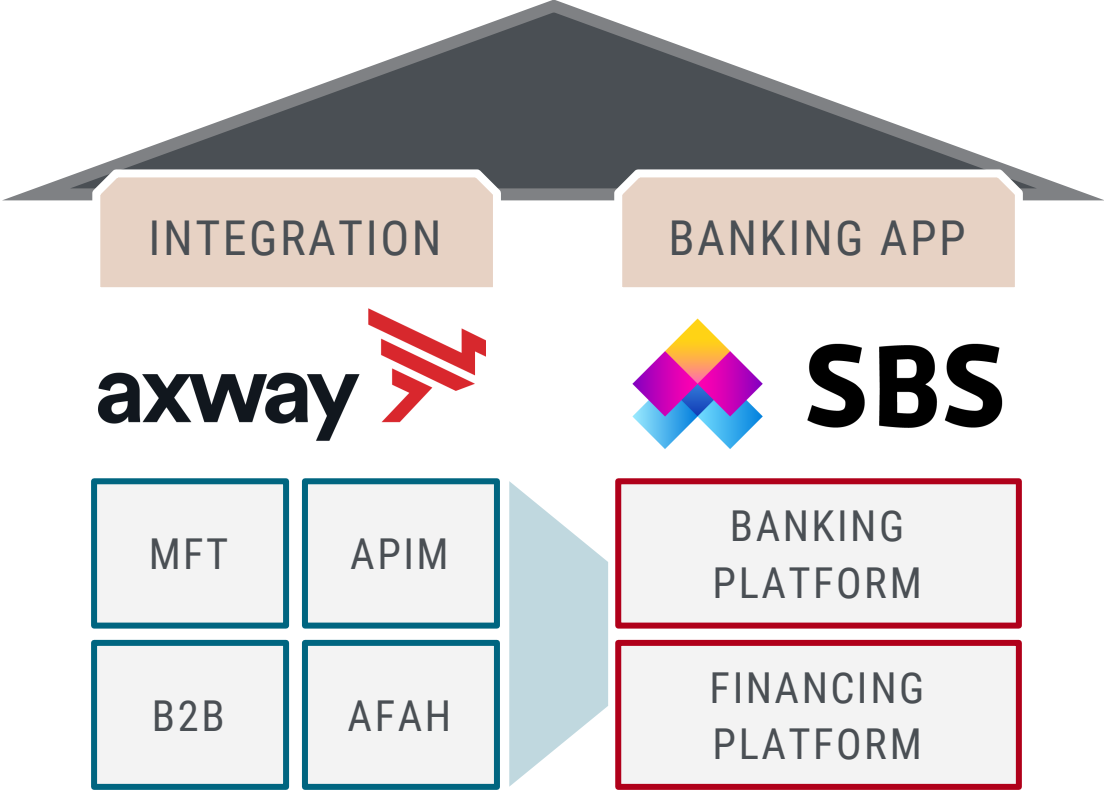 INTEGRATION
BANKING APP
axway
SBS
MFT
APIM
B2B
AFAH
BANKING
PLATFORM
FINANCING
PLATFORM